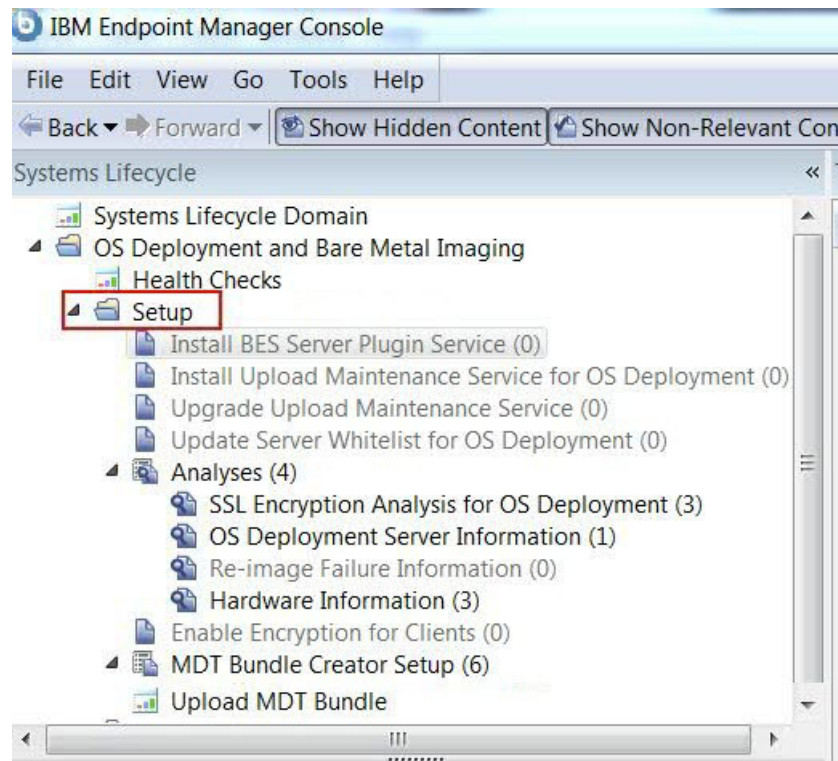 IBM Endpoint Manager Console
File Edit View Go Tools Help
Back Forward Show Hidden Content Show Non-Relevant Con
Systems Lifecycle
Systems Lifecycle Domain
OS Deployment and Bare Metal Imaging
Health Checks
Setup
Install BES Server Plugin Service (0)
Install Upload Maintenance Service for OS Deployment (0)
Upgrade Upload Maintenance Service (0)
Update Server Whitelist for OS Deployment (0)
Analyses (4)
SSL Encryption Analysis for OS Deployment (3)
OS Deployment Server Information (1)
Re-image Failure Information (0)
Hardware Information (3)
Enable Encryption for Clients (0)
MDT Bundle Creator Setup (6)
Upload MDT Bundle